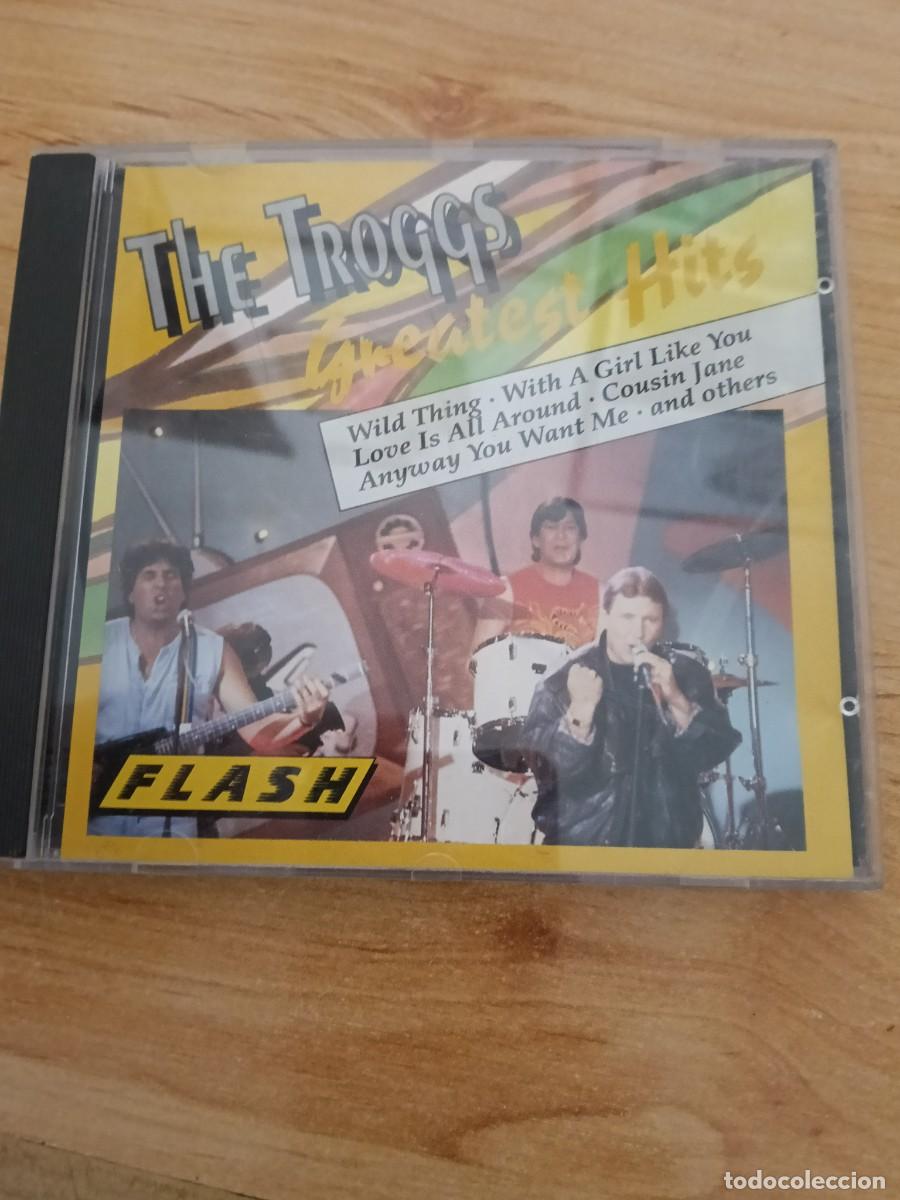 The Troggs
Greatest Hits
Wild Thing · With A Girl Like You
Love Is All Around · Cousin Jane
Anyway You Want Me · and others
FLASH
todocoleccion